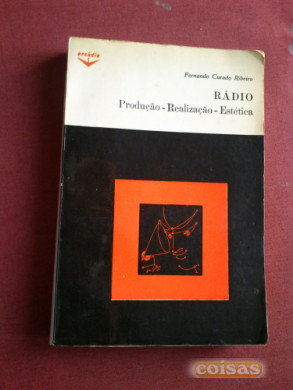 arcádia
Fernando Curado Ribeiro
RÁDIO
Produção - Realização - Estética
coisas